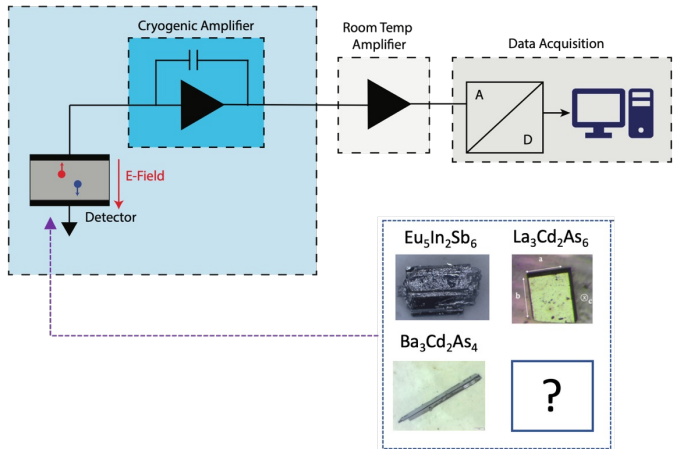 Cryogenic Amplifier
Room Temp
Amplifier
Data Acquisition
A
D
E-Field
Detector
Eu₅In₂Sb₆
La₃Cd₂As₆
a
b
c
Ba₃Cd₂As₄
?